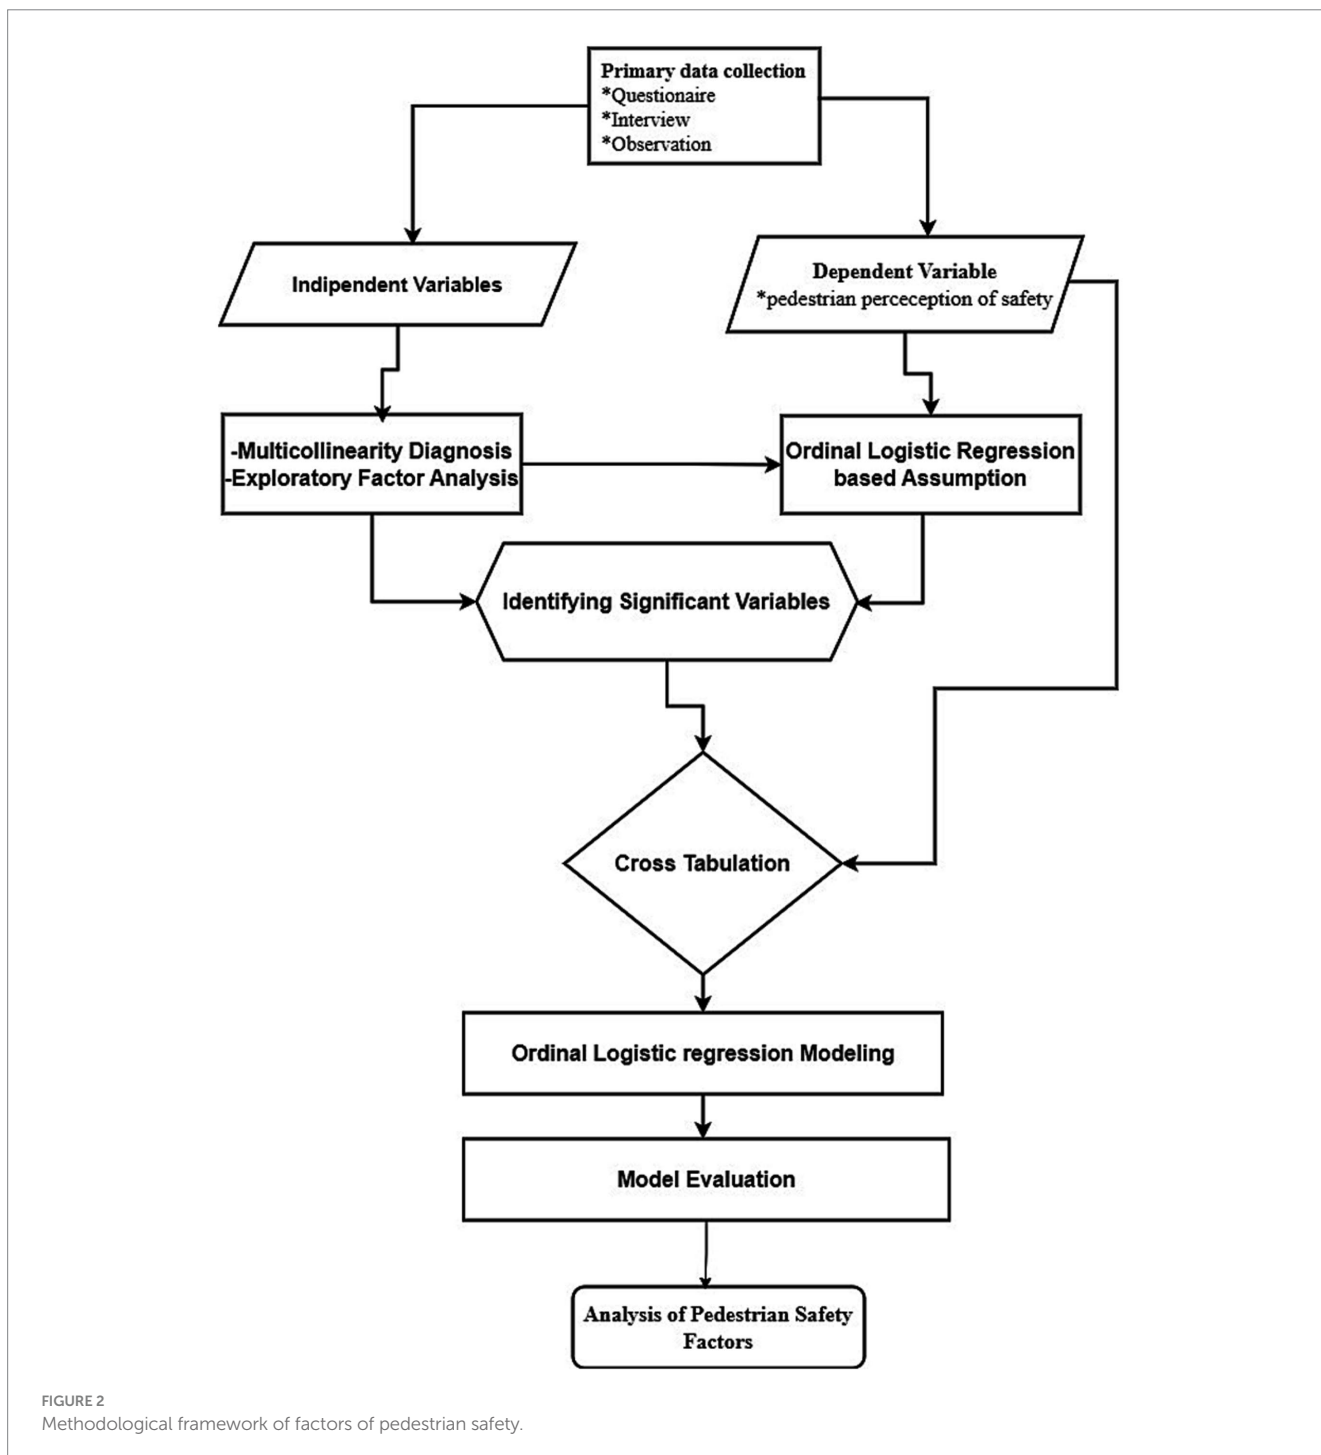 Primary data collection
*Questionaire
*Interview
*Observation
Indipendent Variables
Dependent Variable
*pedestrian perceception of safety
-Multicollinearity Diagnosis
-Exploratory Factor Analysis
Ordinal Logistic Regression
based Assumption
Identifying Significant Variables
Cross Tabulation
Ordinal Logistic regression Modeling
Model Evaluation
Analysis of Pedestrian Safety
Factors
FIGURE 2
Methodological framework of factors of pedestrian safety.